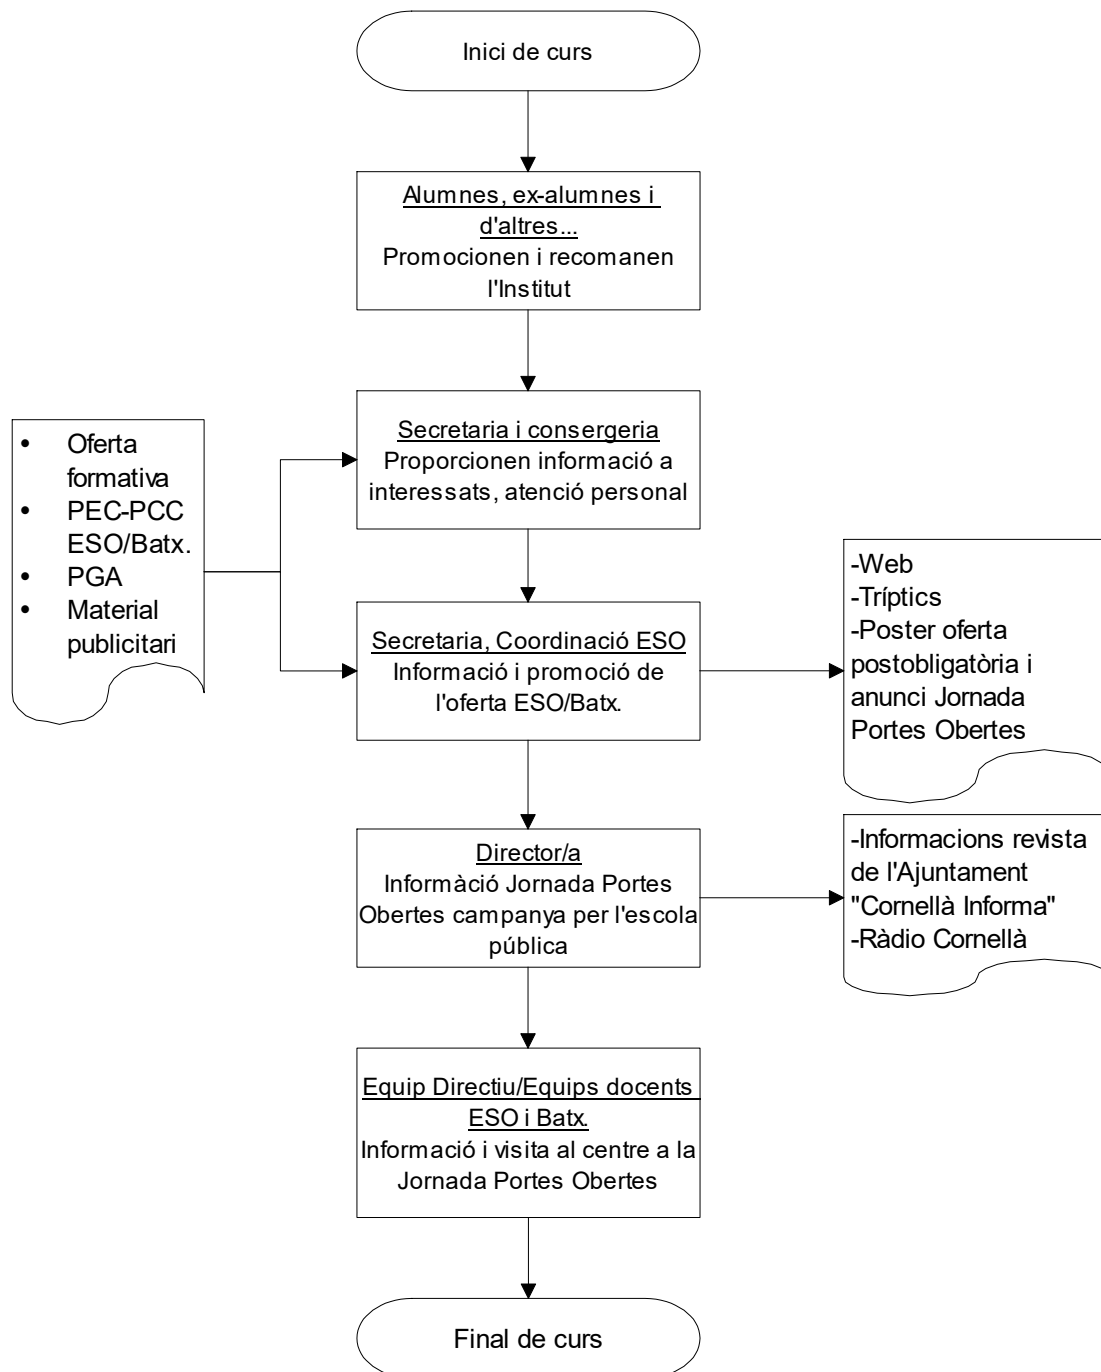 Inici de curs
Alumnes, ex-alumnes i
d'altres...
Promocionen i recomanen
l'Institut
Secretaria i consergeria
Proporcionen informació a
interessats, atenció personal
• Oferta
formativa
• PEC-PCC
ESO/Batx.
• PGA
• Material
publicitari
Secretaria, Coordinació ESO
Informació i promoció de
l'oferta ESO/Batx.
-Web
-Tríptics
-Poster oferta
postobligatòria i
anunci Jornada
Portes Obertes
Director/a
Informàció Jornada Portes
Obertes campanya per l'escola
pública
-Informacions revista
de l'Ajuntament
"Cornellà Informa"
-Ràdio Cornellà
Equip Directiu/Equips docents
ESO i Batx.
Informació i visita al centre a la
Jornada Portes Obertes
Final de curs